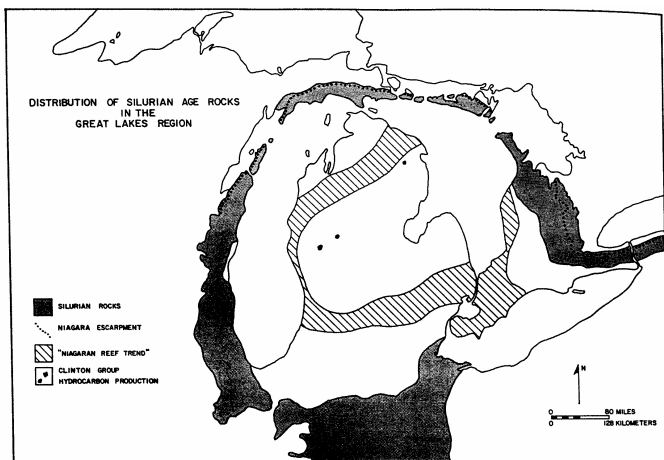 DISTRIBUTION OF SILURIAN AGE ROCKS
IN THE
GREAT LAKES REGION
SILURIAN ROCKS
NIAGARA ESCARPMENT
"NIAGARAN REEF TREND"
CLINTON GROUP
HYDROCARBON PRODUCTION
N
0 80 MILES
0 128 KILOMETERS